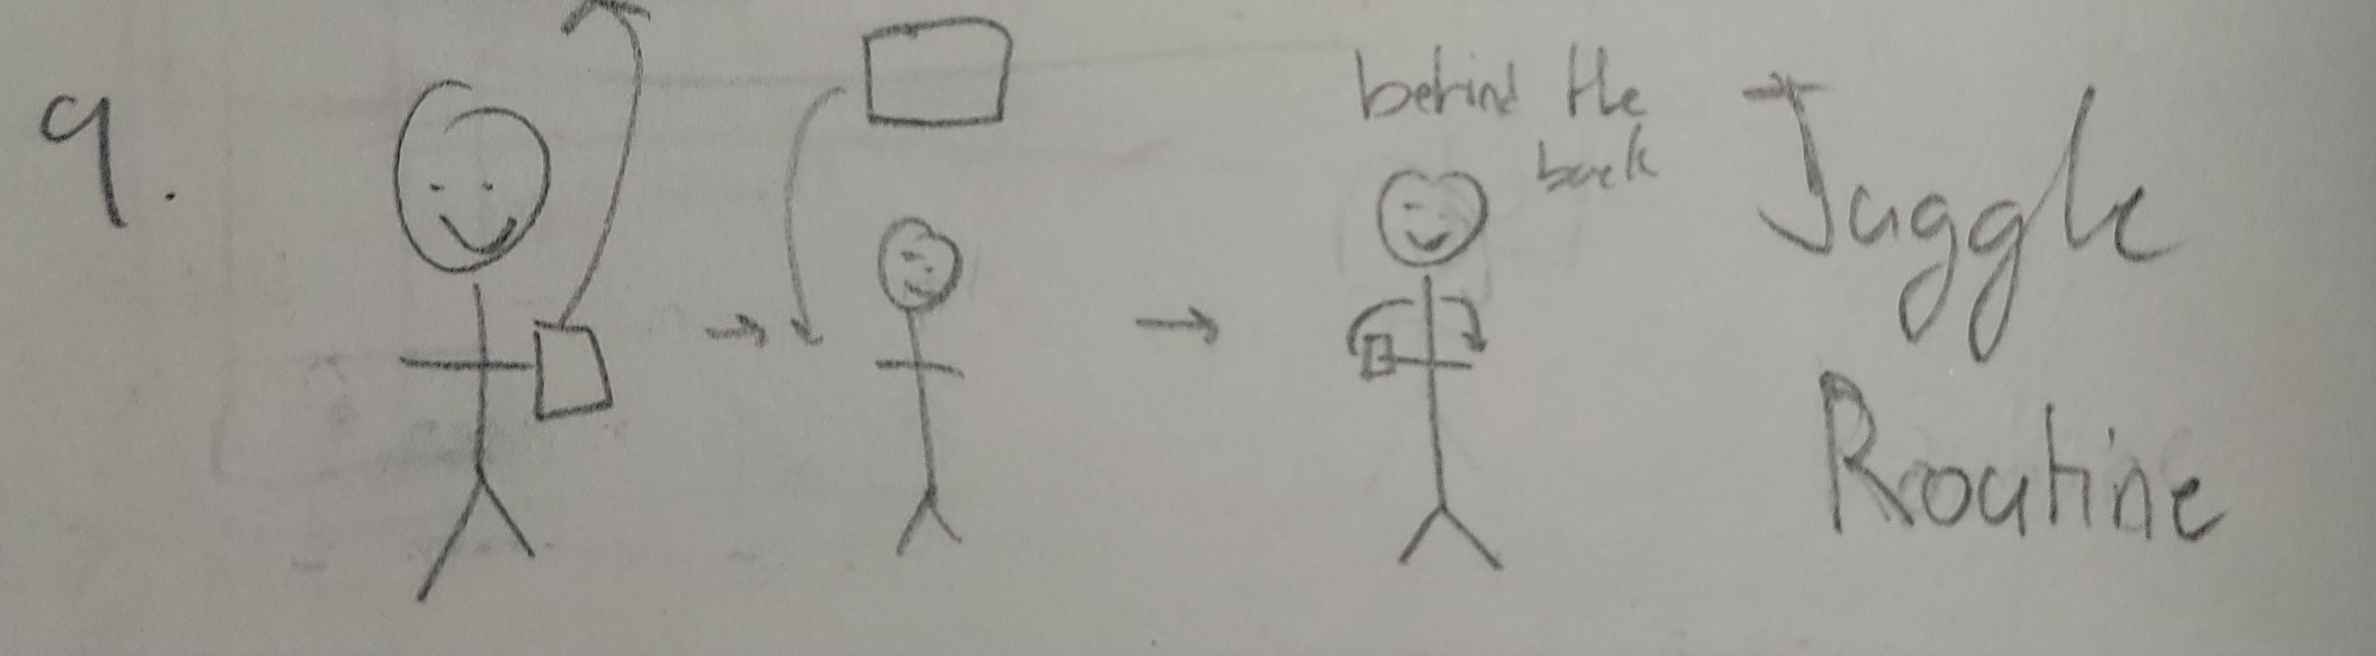 9.
behind the
back
→ Juggle
Routine